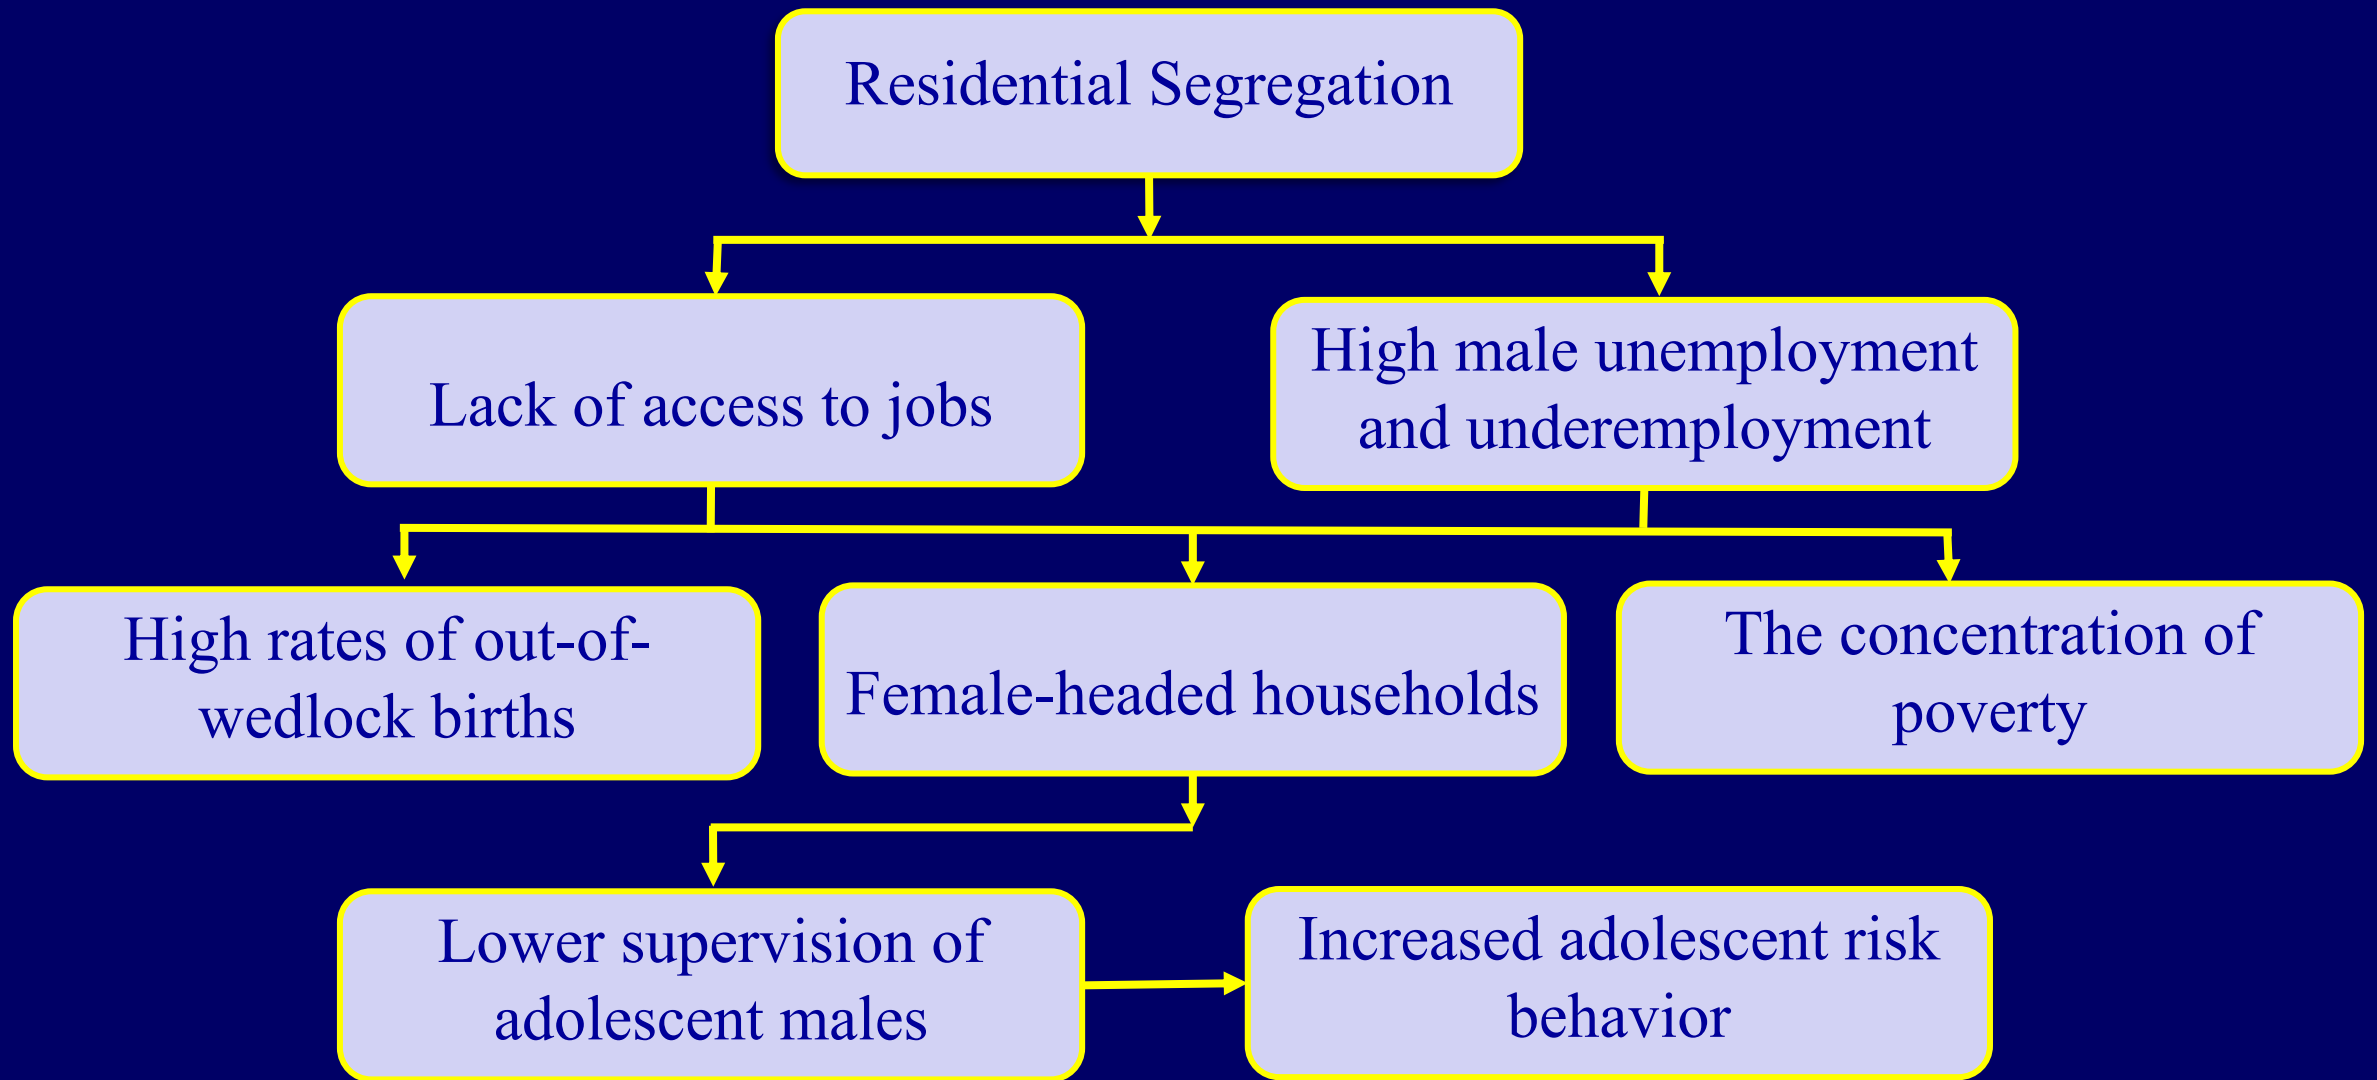 Residential Segregation
Lack of access to jobs
High male unemployment
and underemployment
High rates of out-of-
wedlock births
Female-headed households
The concentration of
poverty
Lower supervision of
adolescent males
Increased adolescent risk
behavior